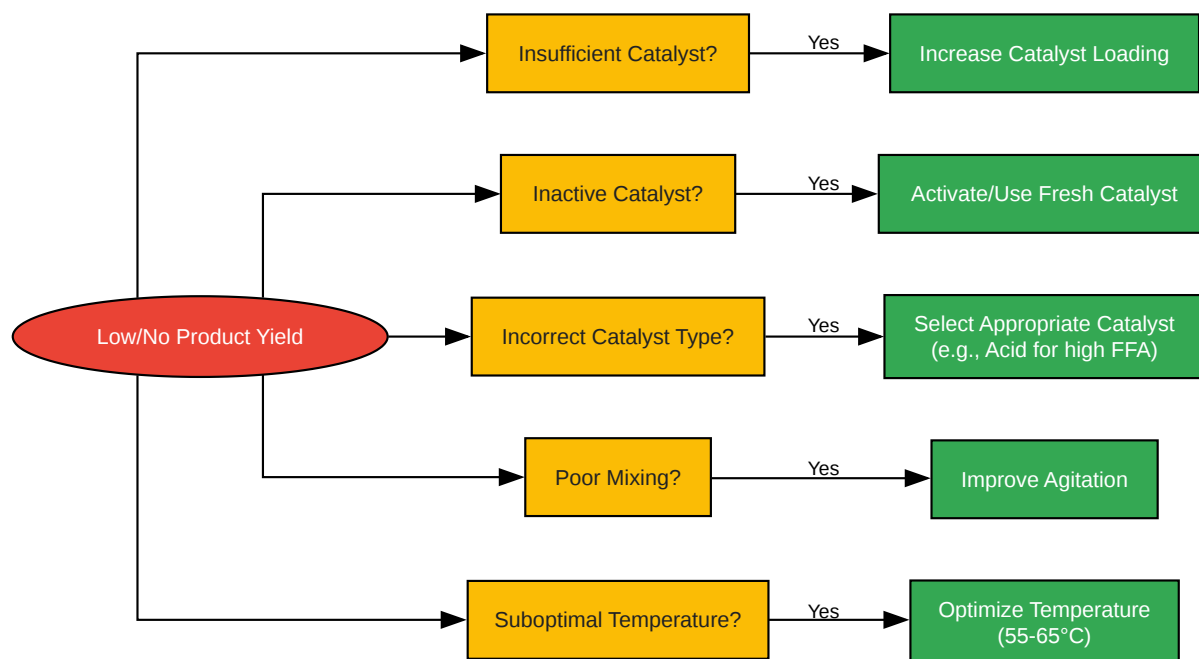 Insufficient Catalyst?
Yes
Increase Catalyst Loading
Inactive Catalyst?
Yes
Activate/Use Fresh Catalyst
Low/No Product Yield
Incorrect Catalyst Type?
Yes
Select Appropriate Catalyst
(e.g., Acid for high FFA)
Poor Mixing?
Yes
Improve Agitation
Suboptimal Temperature?
Yes
Optimize Temperature
(55-65°C)